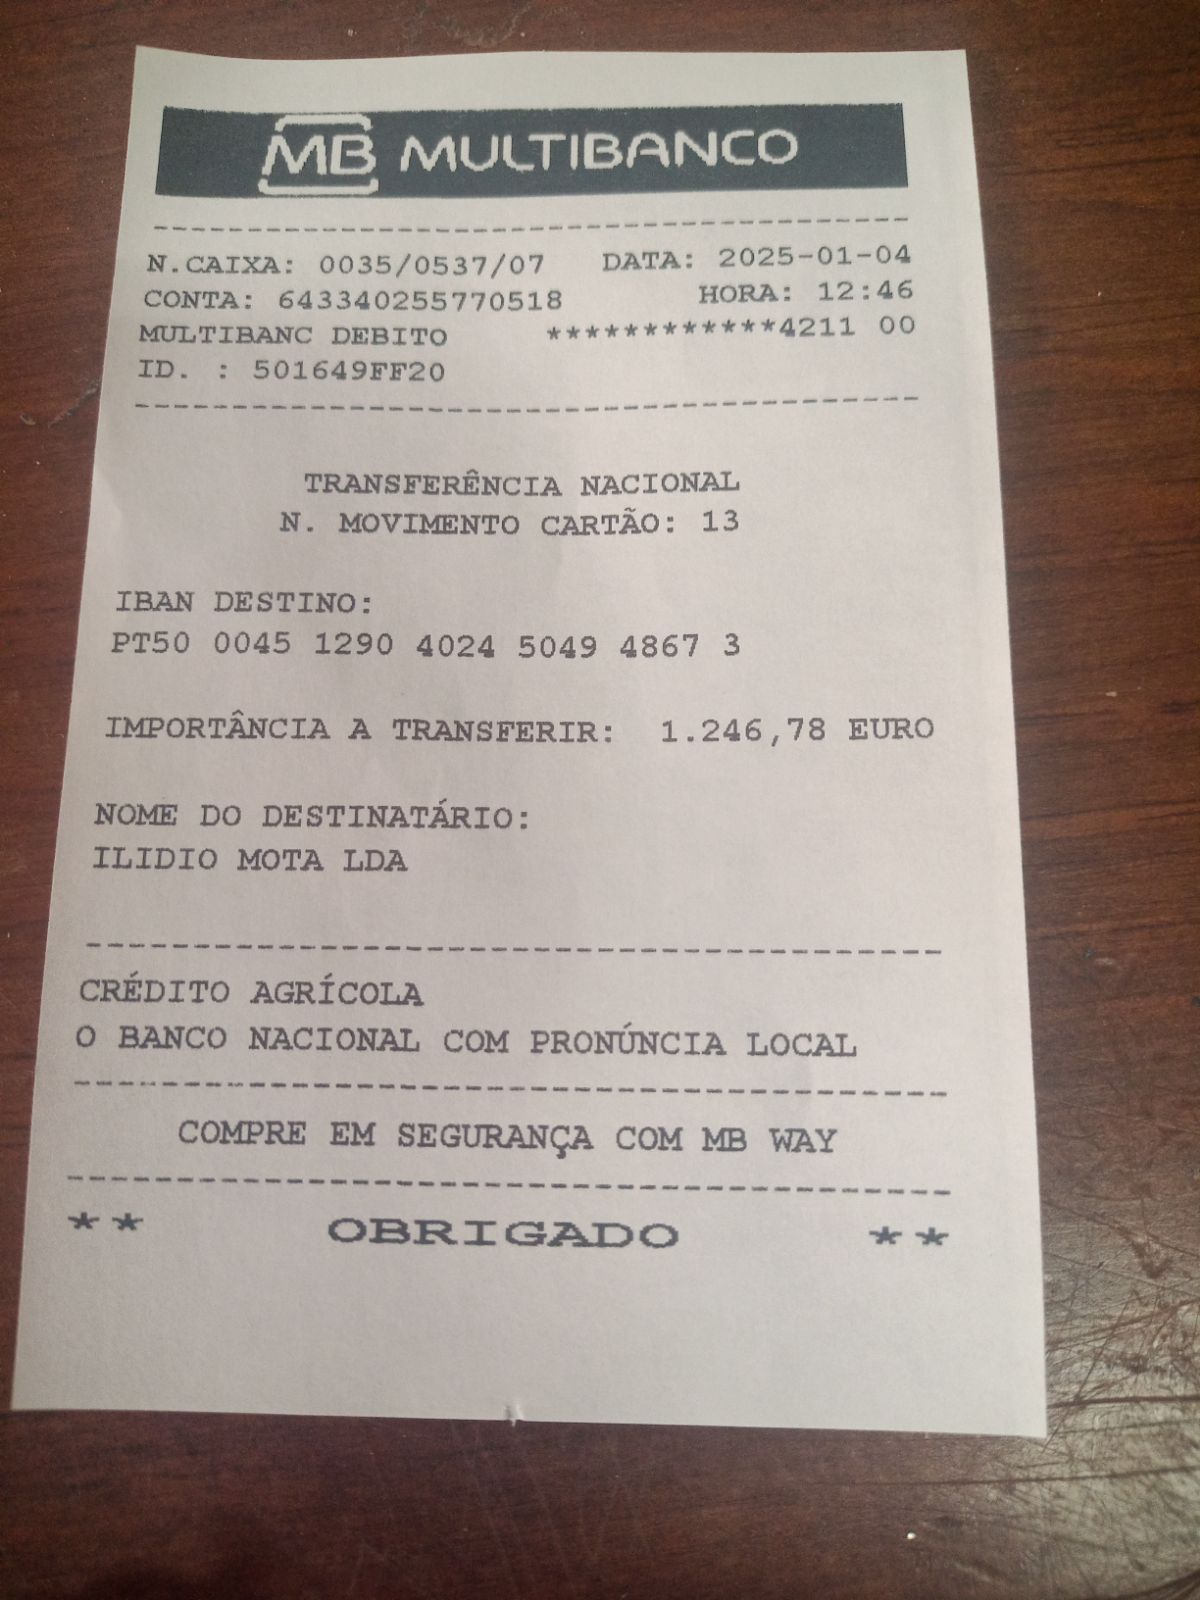 MB MULTIBANCO
N.CAIXA: 0035/0537/07 DATA: 2025-01-04
CONTA: 643340255770518 HORA: 12:46
MULTIBANC DEBITO ************4211 00
ID. : 501649FF20
TRANSFERÊNCIA NACIONAL
N. MOVIMENTO CARTÃO: 13
IBAN DESTINO:
PT50 0045 1290 4024 5049 4867 3
IMPORTÂNCIA A TRANSFERIR: 1.246,78 EURO
NOME DO DESTINATÁRIO:
ILIDIO MOTA LDA
CRÉDITO AGRÍCOLA
O BANCO NACIONAL COM PRONÚNCIA LOCAL
COMPRE EM SEGURANÇA COM MB WAY
** OBRIGADO **